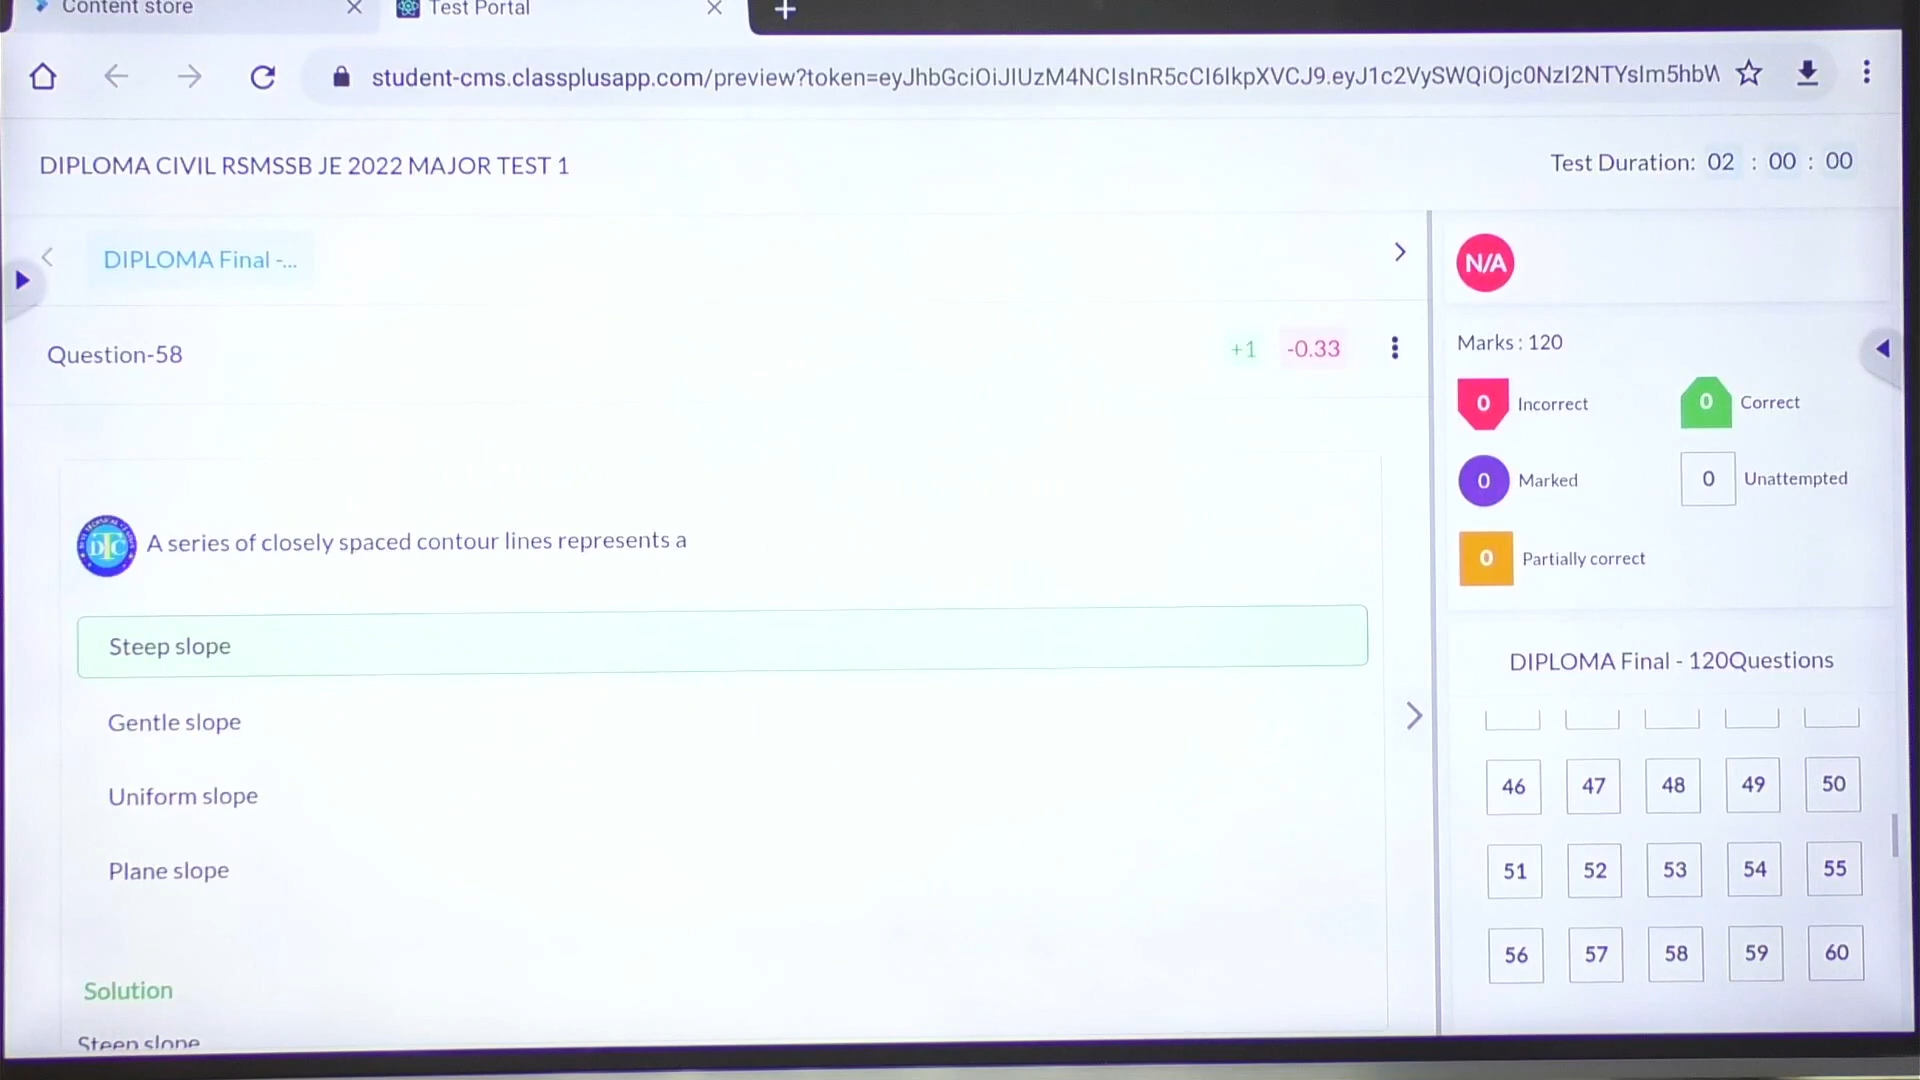 Content store
Test Portal
student-cms.classplusapp.com/preview?token=eyJhbGciOiJIUzM4NCIsInR5cCI6IkpXVCJ9.eyJ1c2VySWQiOjc0NzI2NTYsIm5hbW
DIPLOMA CIVIL RSMSSB JE 2022 MAJOR TEST 1
Test Duration: 02 : 00 : 00
DIPLOMA Final -...
N/A
Question-58
+1 -0.33
Marks : 120
0 Incorrect
0 Correct
0 Marked
0 Unattempted
0 Partially correct
DTC
A series of closely spaced contour lines represents a
Steep slope
Gentle slope
Uniform slope
Plane slope
Solution
Steep slope
DIPLOMA Final - 120Questions
46 47 48 49 50
51 52 53 54 55
56 57 58 59 60